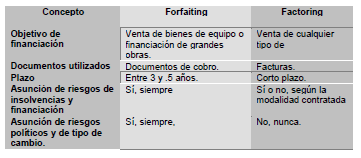 Concepto Forfaiting Factoring
Objetivo de Venta de bienes de equipo o Venta de cualquier
financiación financiación de grandes tipo de
obras.
Documentos utilizados Documentos de cobro. Facturas.
Plazo Entre 3 y .5 años. Corto plazo.
Asunción de riesgos de Sí, siempre Sí o no, según la
insolvencias y modalidad contratada
financiación
Asunción de riesgos Sí, siempre, No, nunca.
políticos y de tipo de
cambio.